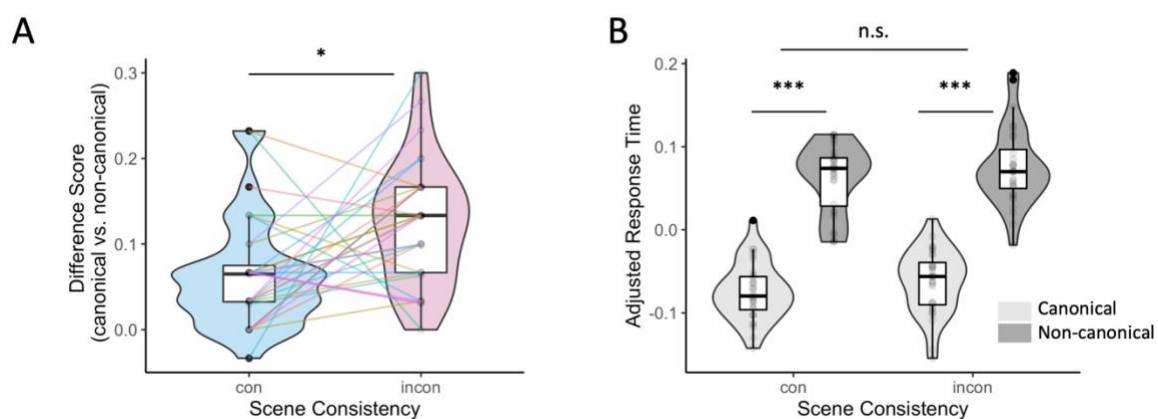 A
*
Difference Score
(canonical vs. non-canonical)
0.3
0.2
0.1
0.0
con
incon
Scene Consistency
B
n.s.
***
***
Adjusted Response Time
0.2
0.1
0.0
-0.1
Canonical
Non-canonical
con
incon
Scene Consistency